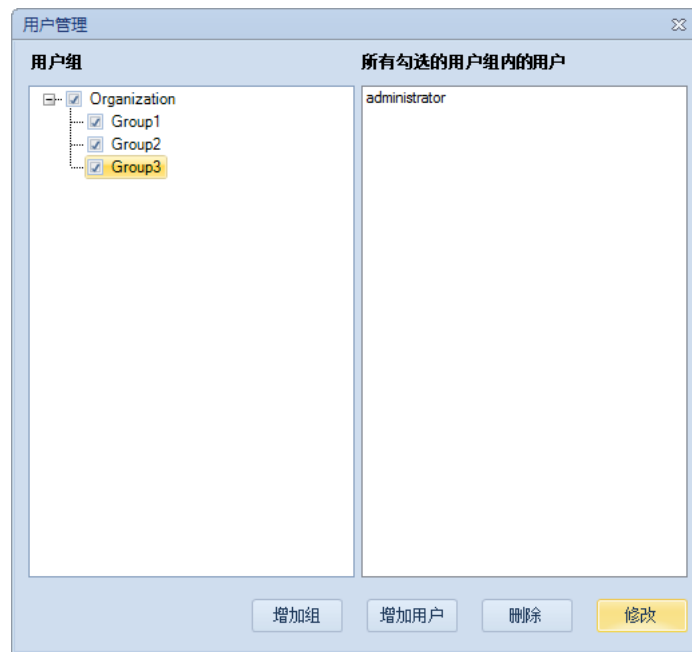 用户管理
用户组
所有勾选的用户组内的用户
Organization
Group1
Group2
Group3
administrator
增加组
增加用户
删除
修改